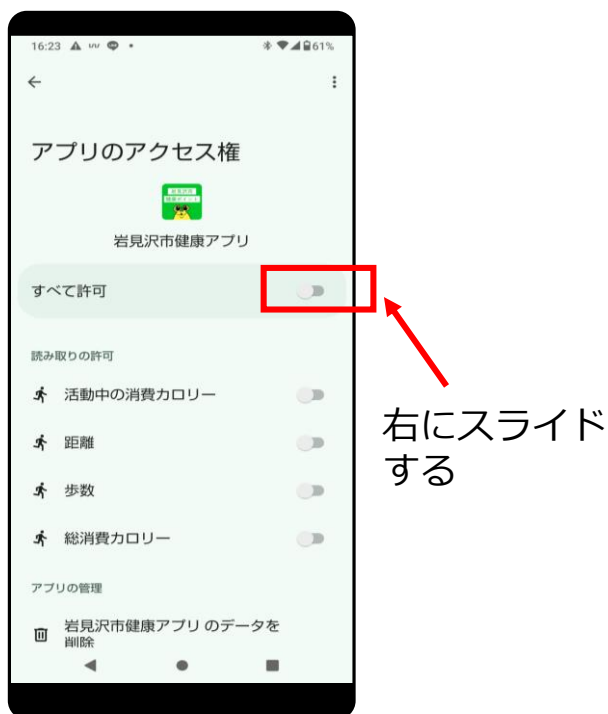 16:23
61%
アプリのアクセス権
岩見沢市健康アプリ
すべて許可
読み取りの許可
活動中の消費カロリー
距離
歩数
総消費カロリー
アプリの管理
岩見沢市健康アプリ のデータを
削除
右にスライド
する